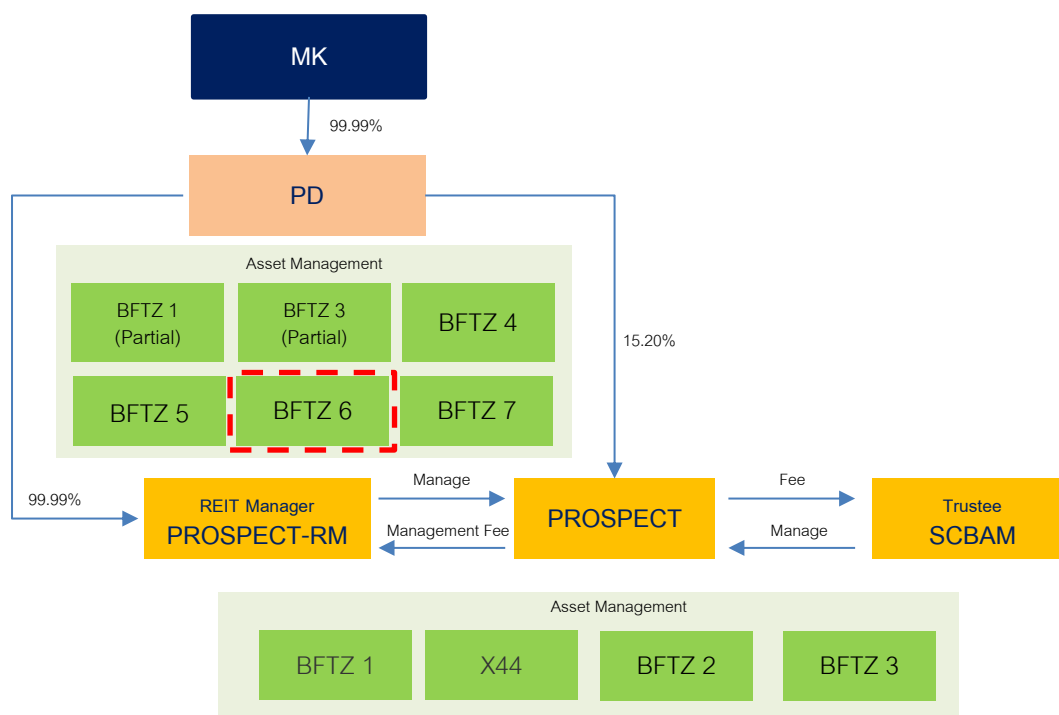 MK
99.99%
PD
Asset Management
BFTZ 1
(Partial)
BFTZ 3
(Partial)
BFTZ 4
15.20%
BFTZ 5
BFTZ 6
BFTZ 7
99.99%
REIT Manager
PROSPECT-RM
Manage
Management Fee
PROSPECT
Fee
Manage
Trustee
SCBAM
Asset Management
BFTZ 1
X44
BFTZ 2
BFTZ 3